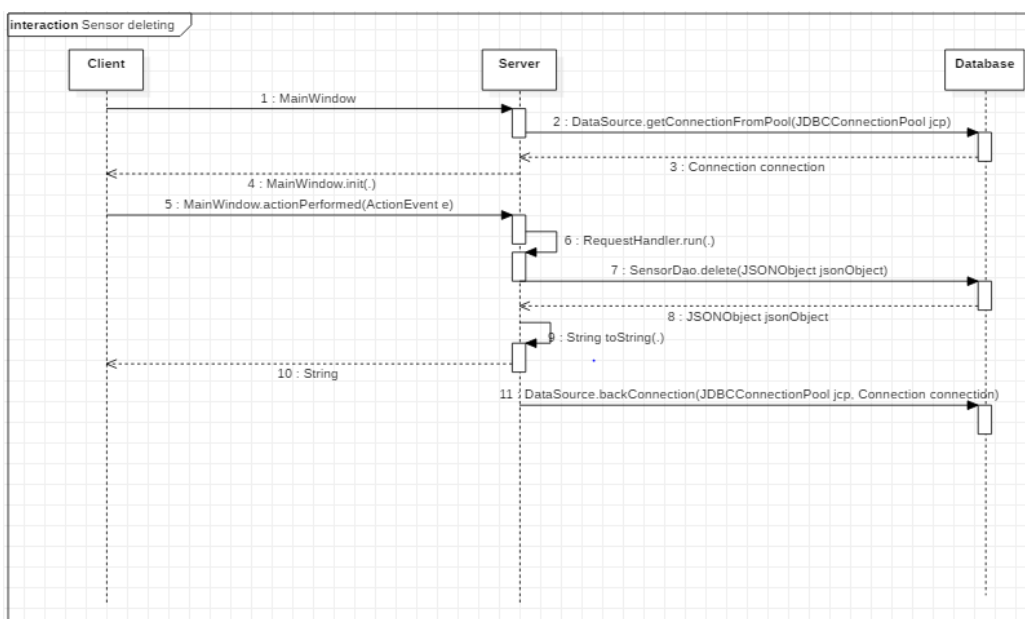 interaction Sensor deleting
Client
Server
Database
1 : MainWindow
2 : DataSource.getConnectionFromPool(JDBCConnectionPool jcp)
3 : Connection connection
4 : MainWindow.init(.)
5 : MainWindow.actionPerformed(ActionEvent e)
6 : RequestHandler.run(.)
7 : SensorDao.delete(JSONObject jsonObject)
8 : JSONObject jsonObject
9 : String toString(.)
10 : String
11 : DataSource.backConnection(JDBCConnectionPool jcp, Connection connection)